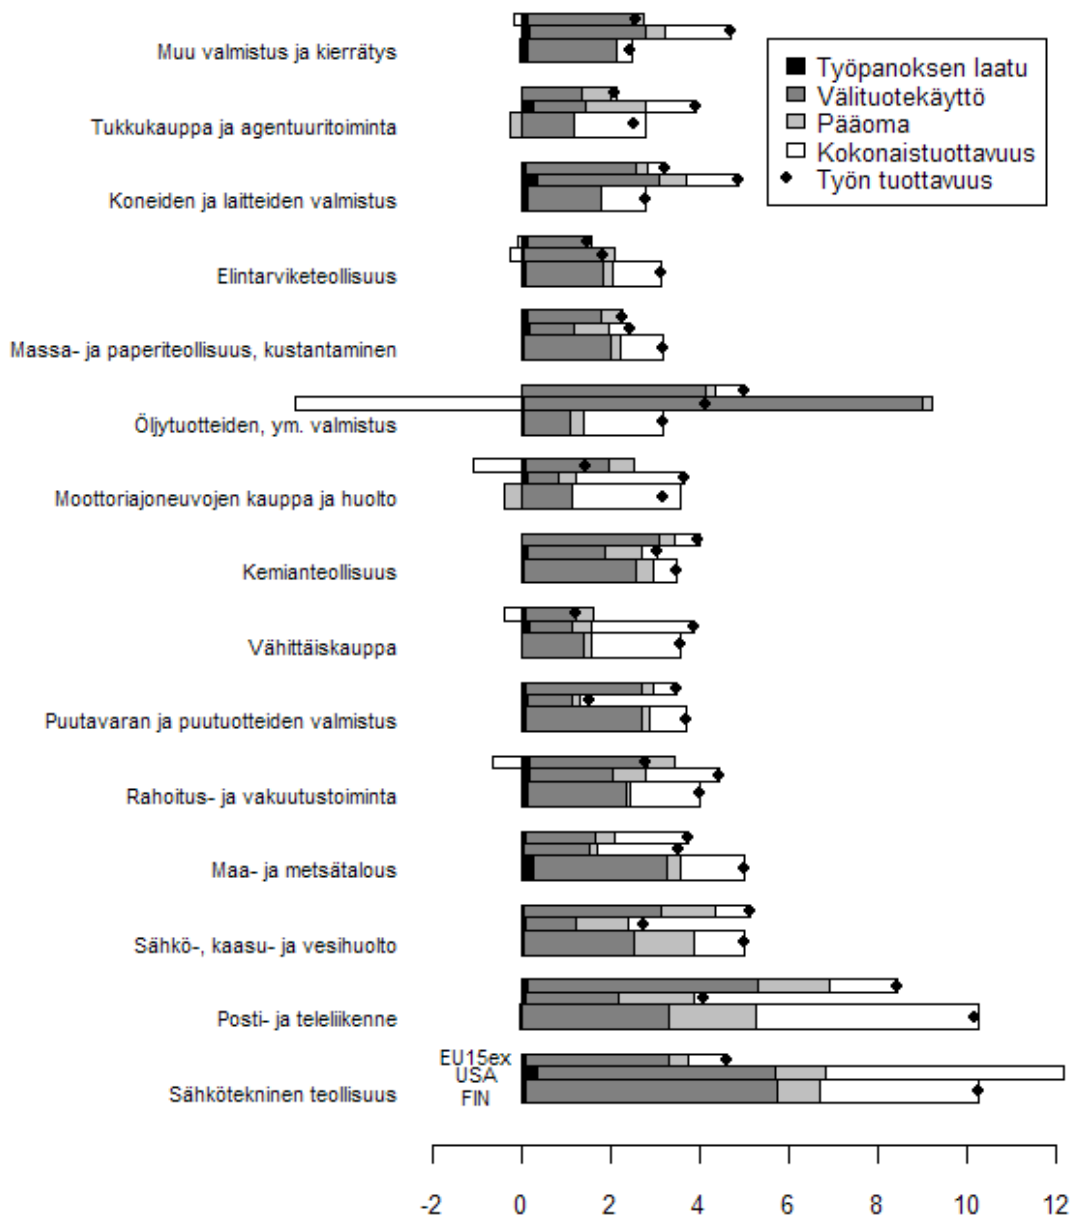 Muu valmistus ja kierrätys
Työpanoksen laatu
Välituotekäyttö
Pääoma
Kokonaistuottavuus
Työn tuottavuus
Tukkukauppa ja agentuuritoiminta
Koneiden ja laitteiden valmistus
Elintarviketeollisuus
Massa- ja paperiteollisuus, kustantaminen
Öljytuotteiden, ym. valmistus
Moottoriajoneuvojen kauppa ja huolto
Kemianteollisuus
Vähittäiskauppa
Puutavaran ja puutuotteiden valmistus
Rahoitus- ja vakuutustoiminta
Maa- ja metsätalous
Sähkö-, kaasu- ja vesihuolto
Posti- ja teleliikenne
EU15ex
USA
FIN
Sähkötekninen teollisuus
-2 0 2 4 6 8 10 12